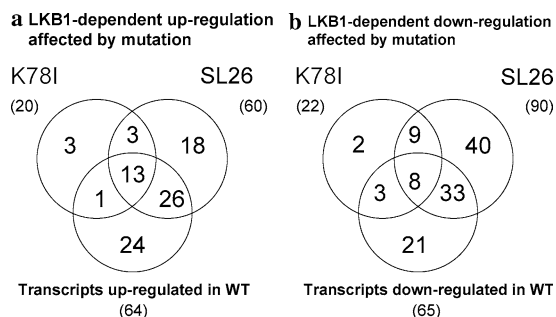 a LKB1-dependent up-regulation
affected by mutation
K78I
SL26
(20)
(60)
3
3
18
13
1
26
24
Transcripts up-regulated in WT
(64)
b LKB1-dependent down-regulation
affected by mutation
K78I
SL26
(22)
(90)
2
9
40
8
3
33
21
Transcripts down-regulated in WT
(65)